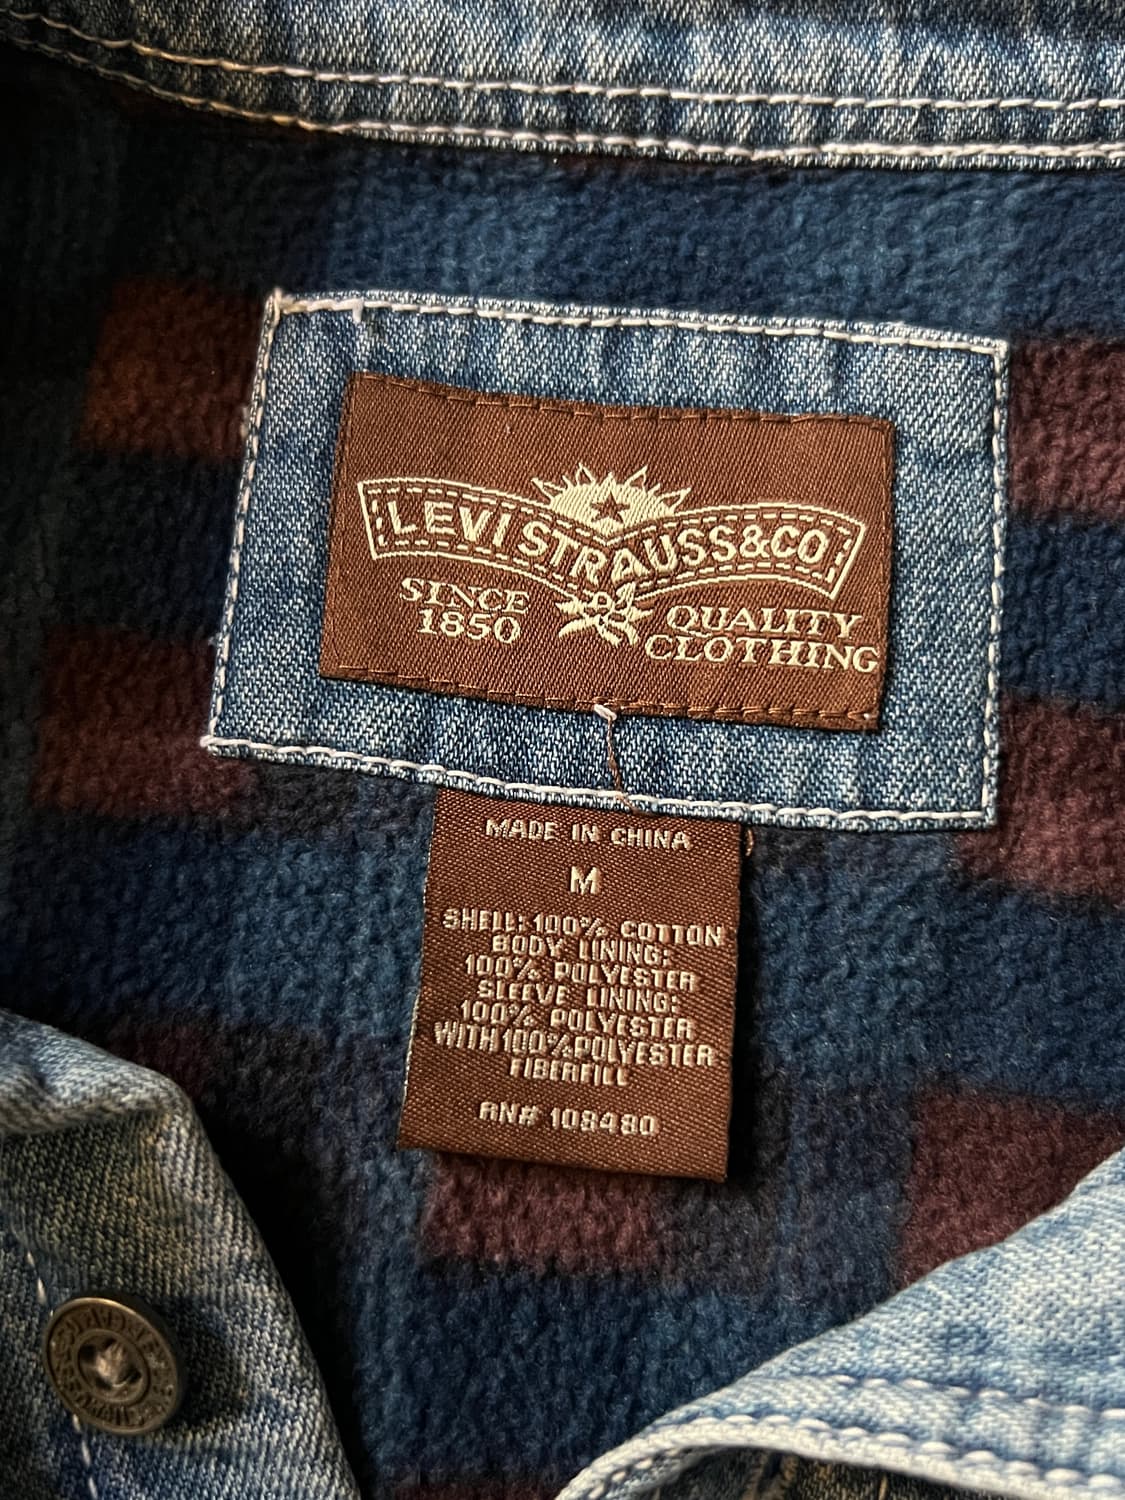 LEVI STRAUSS&CO
SINCE
1850
QUALITY
CLOTHING
MADE IN CHINA
M
SHELL: 100% COTTON
BODY LINING:
100% POLYESTER
SLEEVE LINING:
100% POLYESTER
WITH 100% POLYESTER
FIBERFILL
RN# 108480